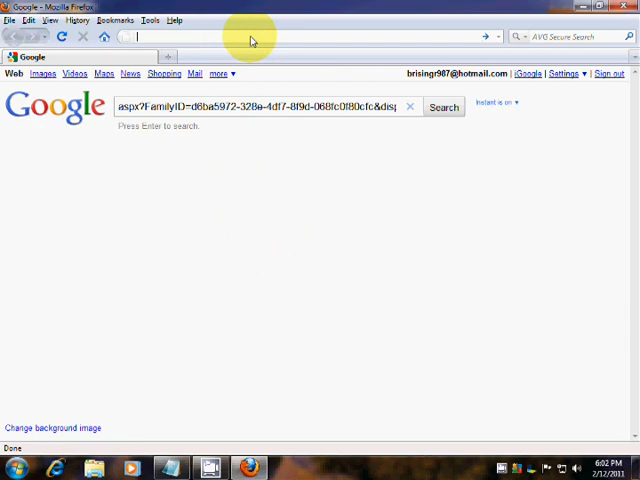 Google - Mozilla Firefox
File Edit View History Bookmarks Tools Help
AVG Secure Search
Google
Web Images Videos Maps News Shopping Mail more ▼ brisingr987@hotmail.com | iGoogle | Settings ▼ | Sign out
Google aspx?FamilyID=d6ba5972-328e-4df7-8f9d-068fc0f80cfc&disp Search Instant is on ▼
Press Enter to search.
Change background image
Done
6:02 PM
2/12/2011